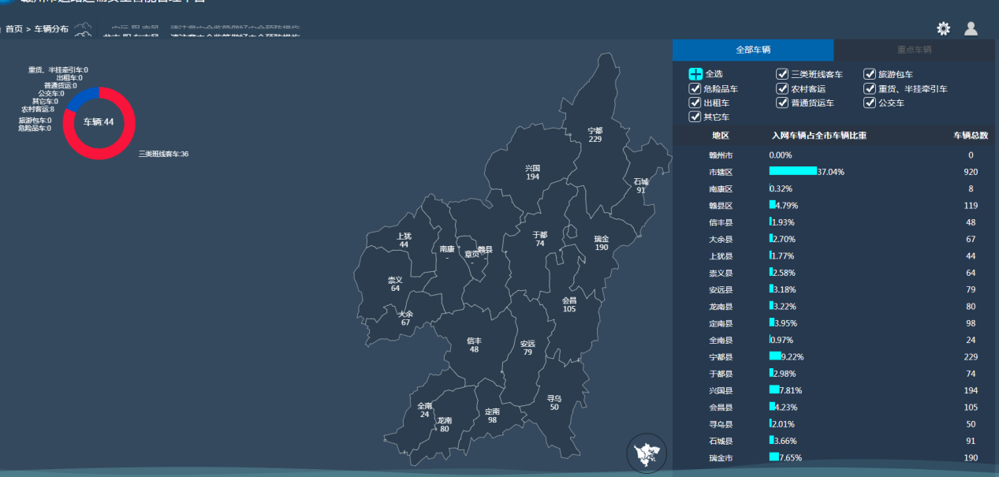 首页 > 车辆分布
请注意安全监管做好安全预防措施
重货、半挂牵引车:0
出租车:0
普通货运:0
公交车:0
其它车:0
农村客运:8
旅游包车:0
危险品车:0
车辆:44
三类班线客车:36
宁都
229
兴国
194
石城
91
上犹
44
南康
-
章贡
-
赣县
-
于都
74
瑞金
190
崇义
64
大余
67
会昌
105
信丰
48
安远
79
寻乌
50
全南
24
龙南
80
定南
98
全部车辆 重点车辆
全选 三类班线客车 旅游包车
危险品车 农村客运 重货、半挂牵引车
出租车 普通货运车 公交车
其它车
地区 入网车辆占全市车辆比重 车辆总数
赣州市 0.00% 0
市辖区 37.04% 920
南康区 0.32% 8
赣县区 4.79% 119
信丰县 1.93% 48
大余县 2.70% 67
上犹县 1.77% 44
崇义县 2.58% 64
安远县 3.18% 79
龙南县 3.22% 80
定南县 3.95% 98
全南县 0.97% 24
宁都县 9.22% 229
于都县 2.98% 74
兴国县 7.81% 194
会昌县 4.23% 105
寻乌县 2.01% 50
石城县 3.66% 91
瑞金市 7.65% 190